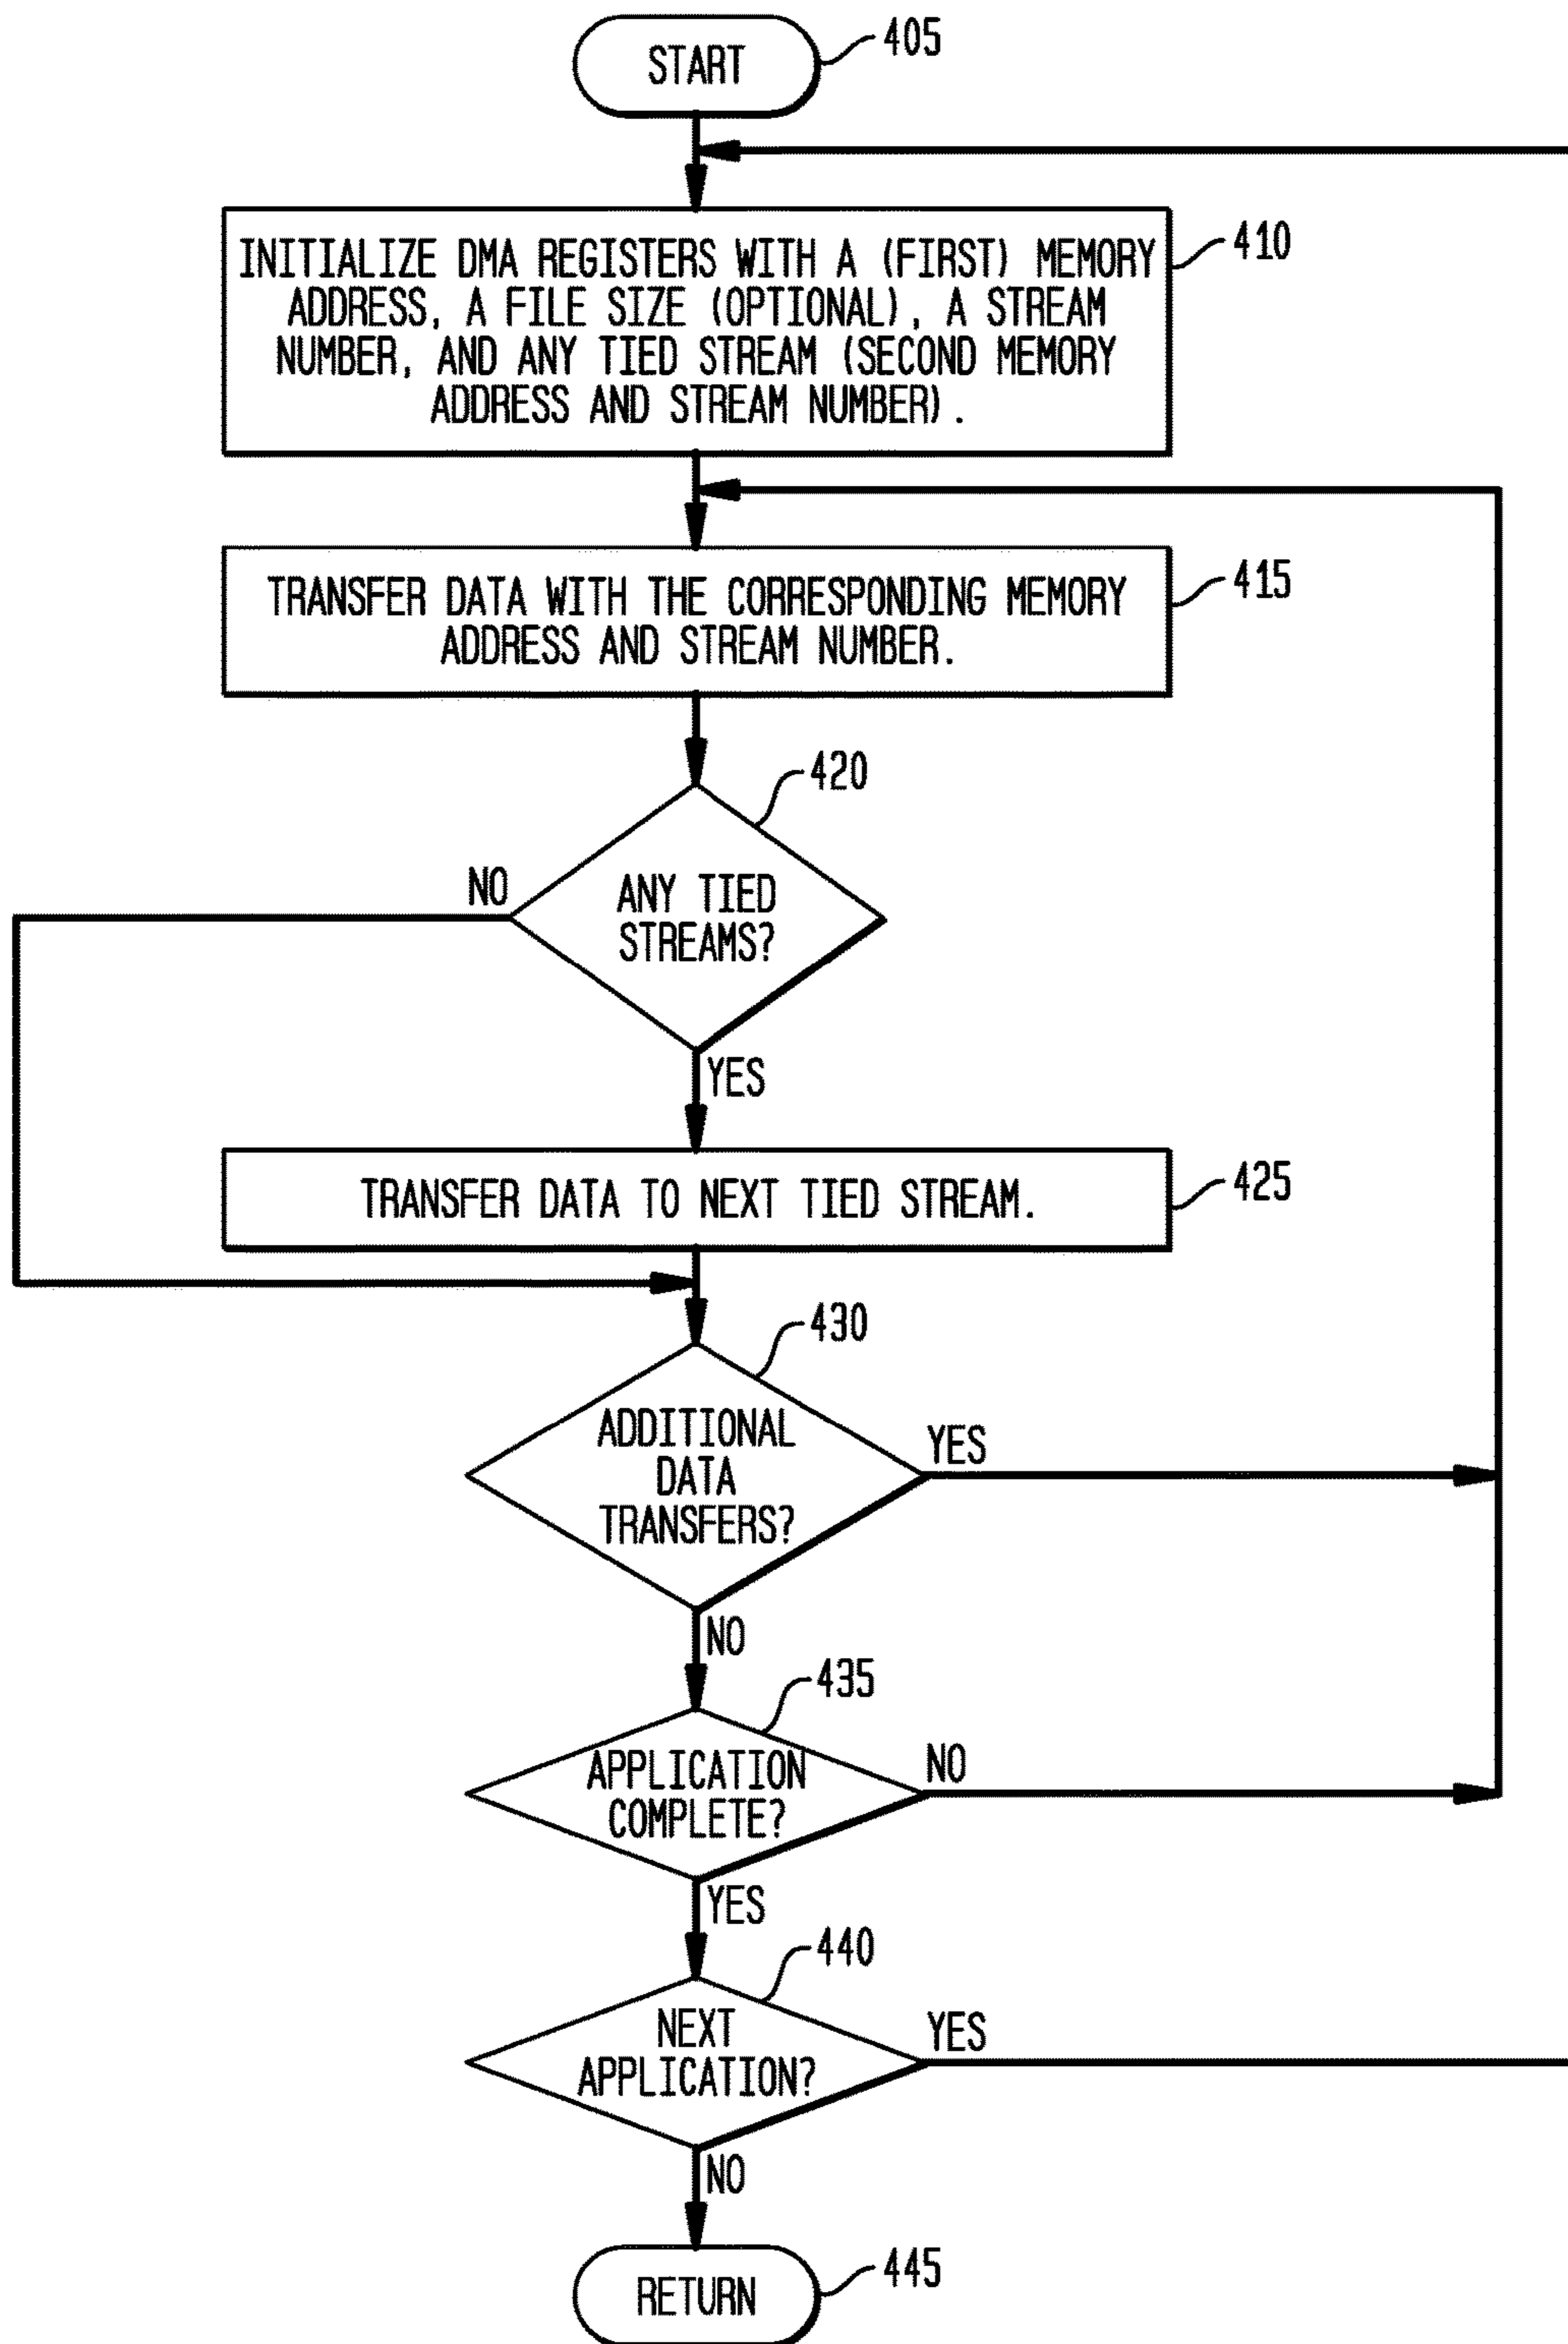 START
405
INITIALIZE DMA REGISTERS WITH A (FIRST) MEMORY
ADDRESS, A FILE SIZE (OPTIONAL), A STREAM
NUMBER, AND ANY TIED STREAM (SECOND MEMORY
ADDRESS AND STREAM NUMBER).
410
TRANSFER DATA WITH THE CORRESPONDING MEMORY
ADDRESS AND STREAM NUMBER.
415
420
NO
ANY TIED
STREAMS?
YES
TRANSFER DATA TO NEXT TIED STREAM.
425
430
ADDITIONAL
DATA
TRANSFERS?
YES
NO
435
APPLICATION
COMPLETE?
NO
YES
440
NEXT
APPLICATION?
YES
NO
RETURN
445